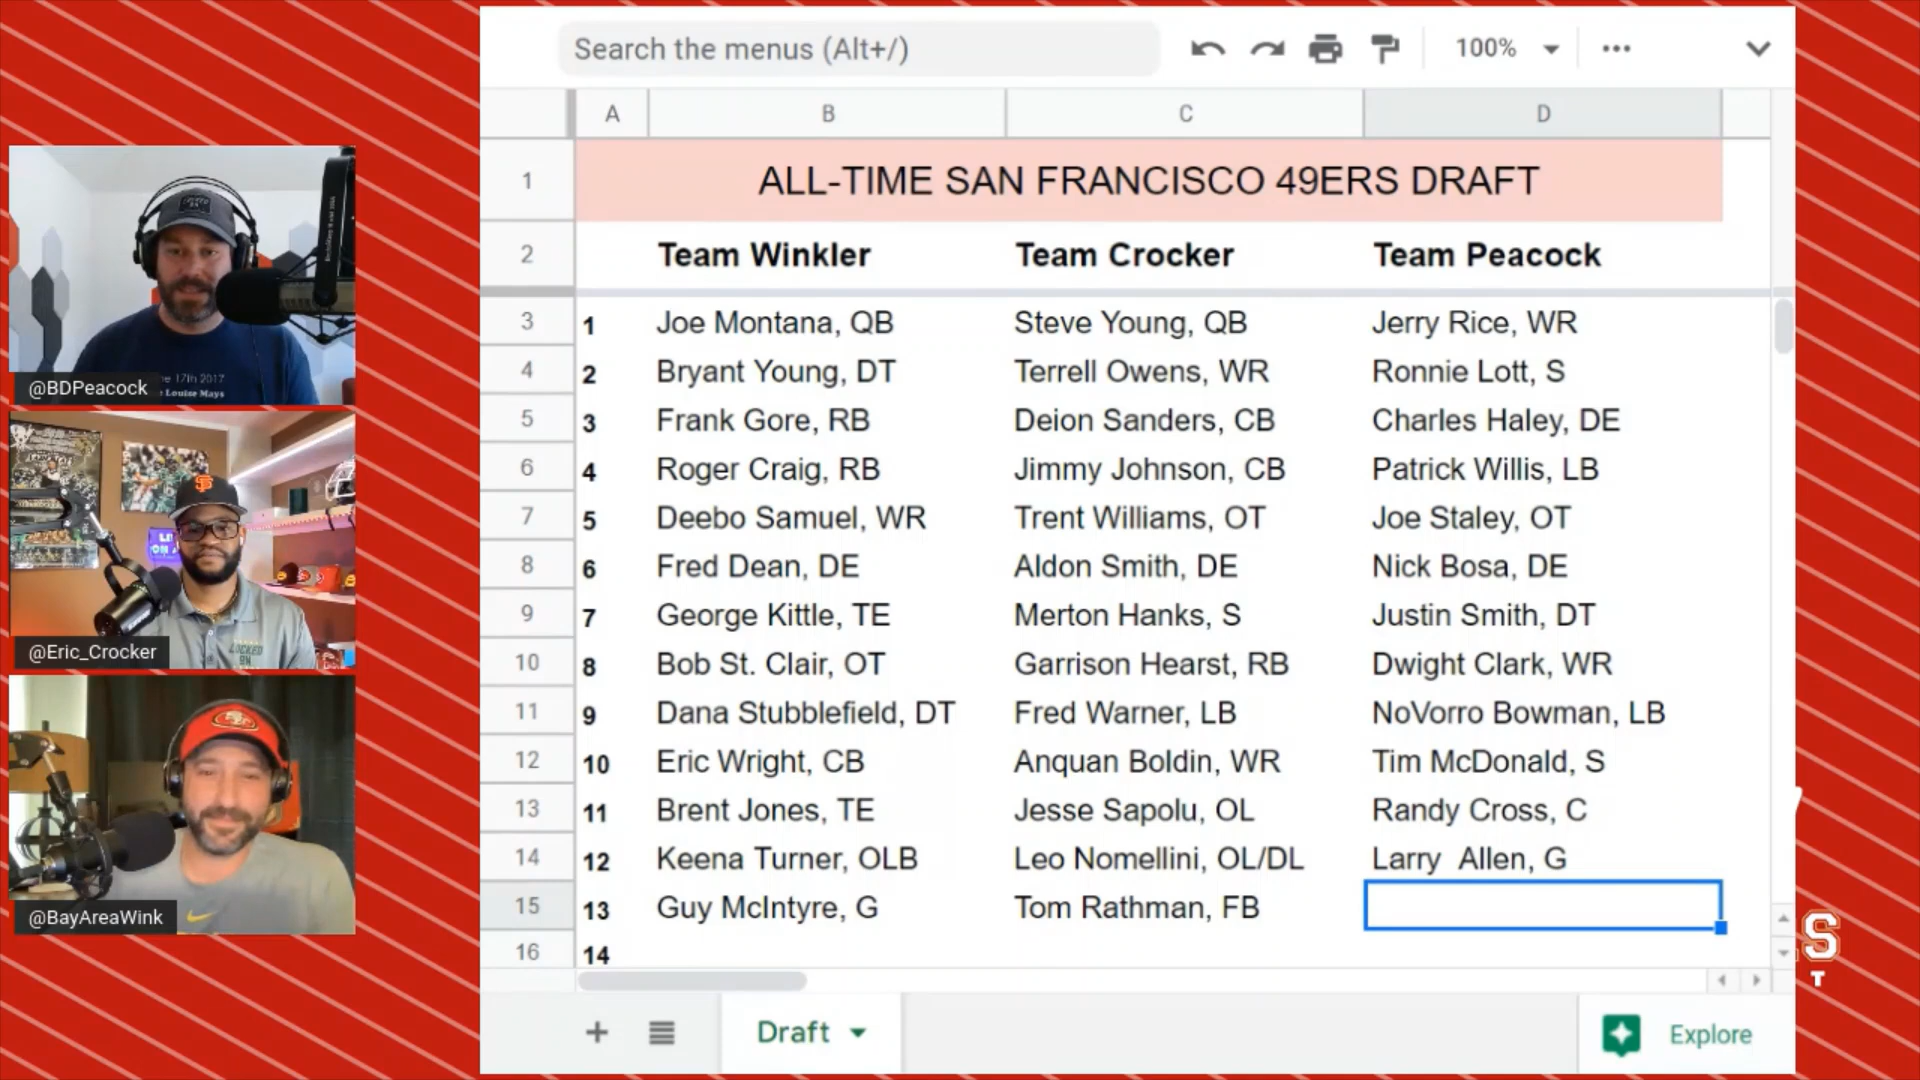 Search the menus (Alt+/)
100%
A B C D
1 ALL-TIME SAN FRANCISCO 49ERS DRAFT
2 Team Winkler Team Crocker Team Peacock
3 1 Joe Montana, QB Steve Young, QB Jerry Rice, WR
4 2 Bryant Young, DT Terrell Owens, WR Ronnie Lott, S
5 3 Frank Gore, RB Deion Sanders, CB Charles Haley, DE
6 4 Roger Craig, RB Jimmy Johnson, CB Patrick Willis, LB
7 5 Deebo Samuel, WR Trent Williams, OT Joe Staley, OT
8 6 Fred Dean, DE Aldon Smith, DE Nick Bosa, DE
9 7 George Kittle, TE Merton Hanks, S Justin Smith, DT
10 8 Bob St. Clair, OT Garrison Hearst, RB Dwight Clark, WR
11 9 Dana Stubblefield, DT Fred Warner, LB NoVorro Bowman, LB
12 10 Eric Wright, CB Anquan Boldin, WR Tim McDonald, S
13 11 Brent Jones, TE Jesse Sapolu, OL Randy Cross, C
14 12 Keena Turner, OLB Leo Nomellini, OL/DL Larry  Allen, G
15 13 Guy McIntyre, G Tom Rathman, FB
16 14
Draft
Explore
17th 2017
Louise Mays
@BDPeacock
SF
LOCKED
@Eric_Crocker
@BayAreaWink
S
T